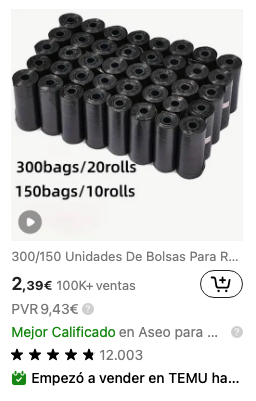 300bags/20rolls
150bags/10rolls
300/150 Unidades De Bolsas Para R...
2,39€ 100K+ ventas
PVR 9,43€ ?
Mejor Calificado en Aseo para ... ?
12.003
Empezó a vender en TEMU ha...